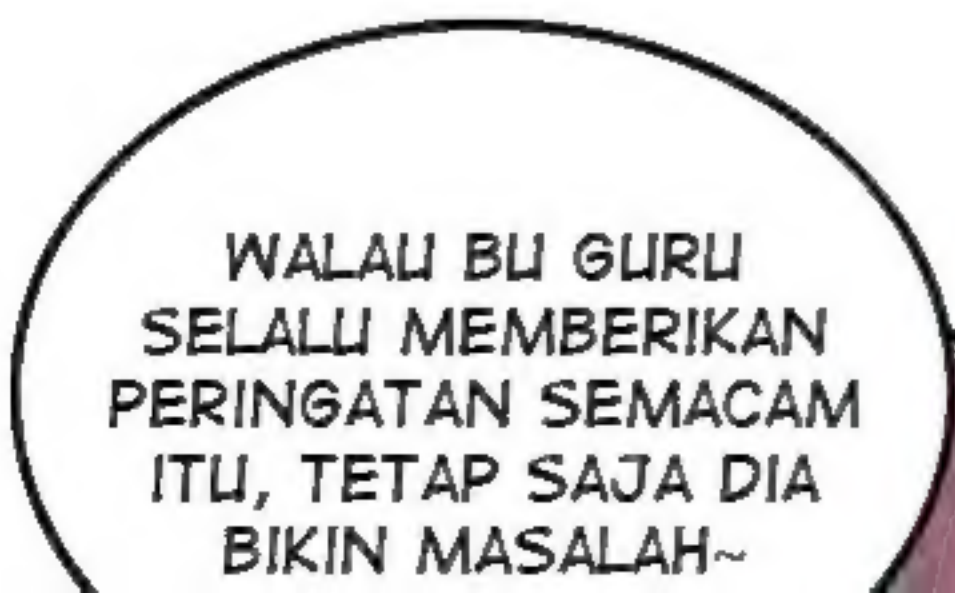 WALAU BU GURU
SELALU MEMBERIKAN
PERINGATAN SEMACAM
ITU, TETAP SAJA DIA
BIKIN MASALAH~